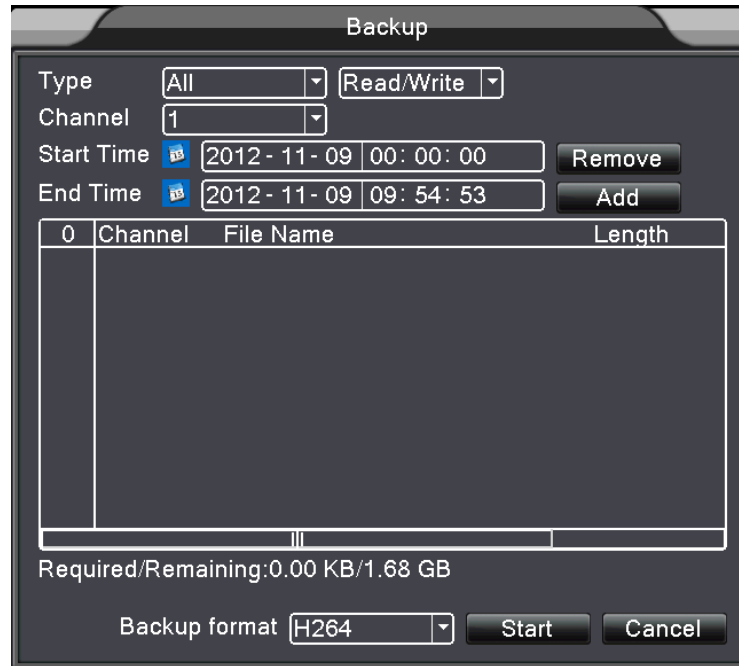 Backup
Type All Read/Write
Channel 1
Start Time 2012 - 11 - 09 00: 00: 00 Remove
End Time 2012 - 11 - 09 09: 54: 53 Add
0 Channel File Name Length
Required/Remaining:0.00 KB/1.68 GB
Backup format H264 Start Cancel